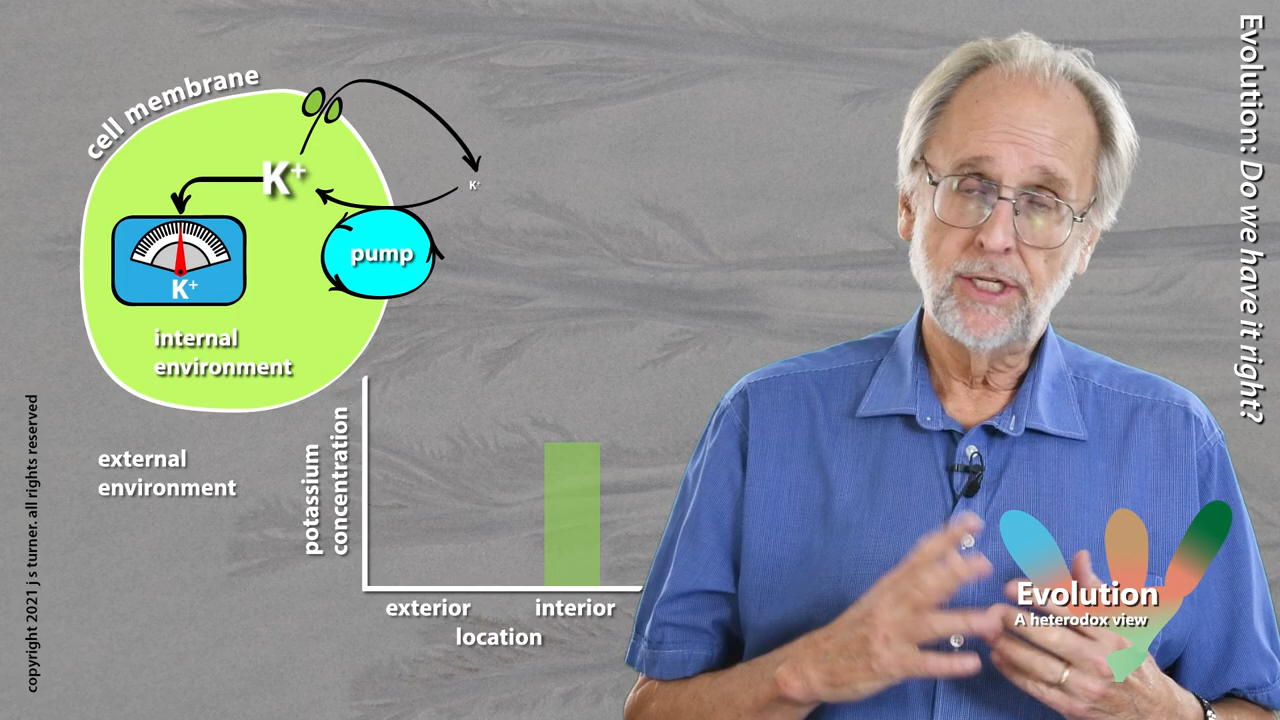 cell membrane
K⁺
K⁺
pump
K⁺
internal
environment
external
environment
potassium
concentration
exterior
interior
location
copyright 2021 j s turner. all rights reserved
Evolution: Do we have it right?
Evolution
A heterodox view